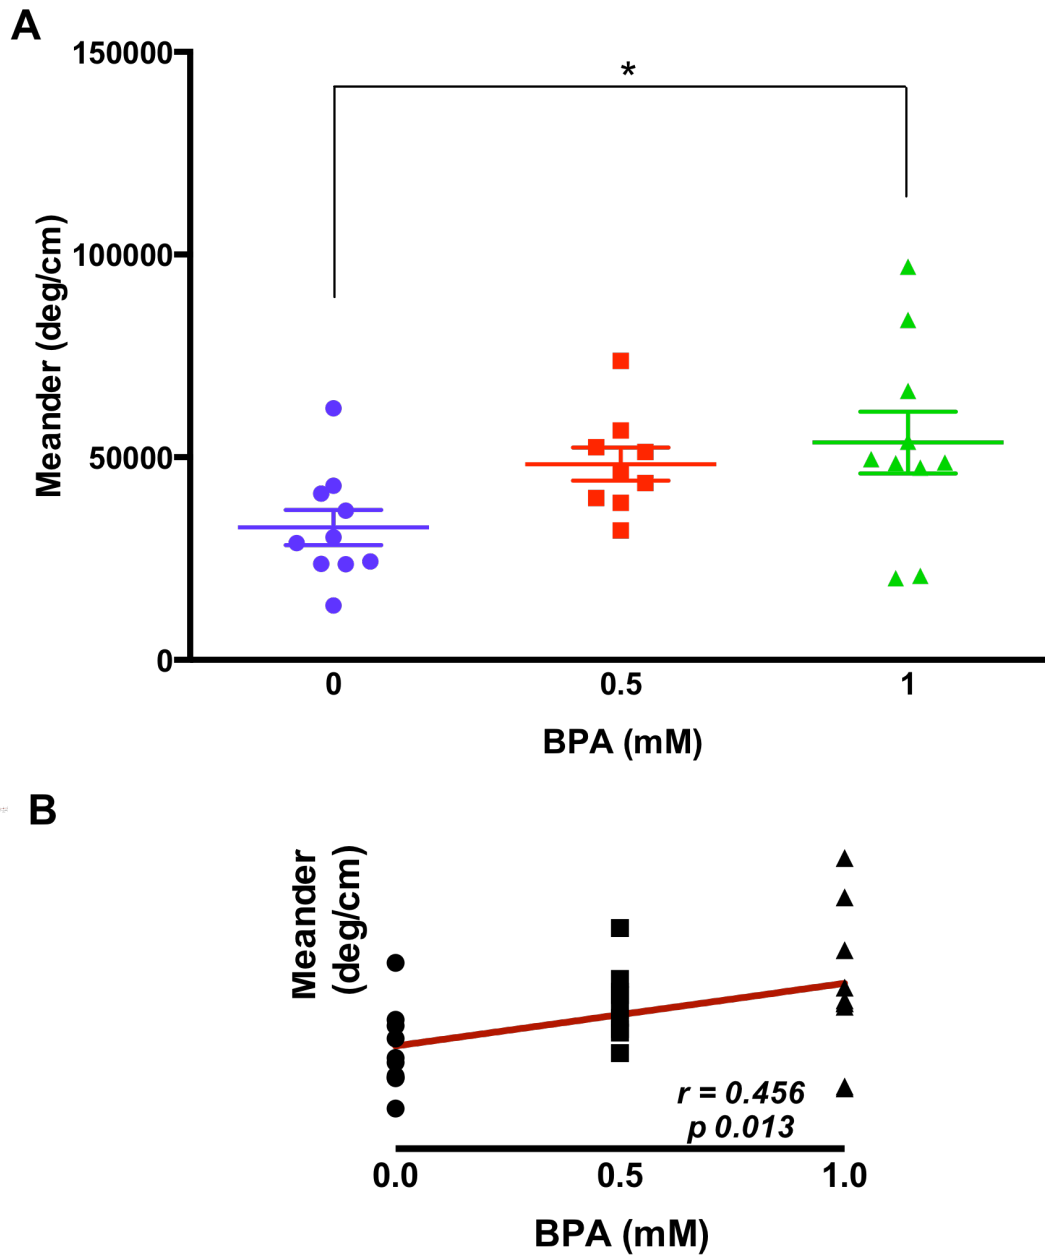 A
150000
*
100000
Meander (deg/cm)
50000
0
0 0.5 1
BPA (mM)
B
Meander
(deg/cm)
r = 0.456
p 0.013
0.0 0.5 1.0
BPA (mM)